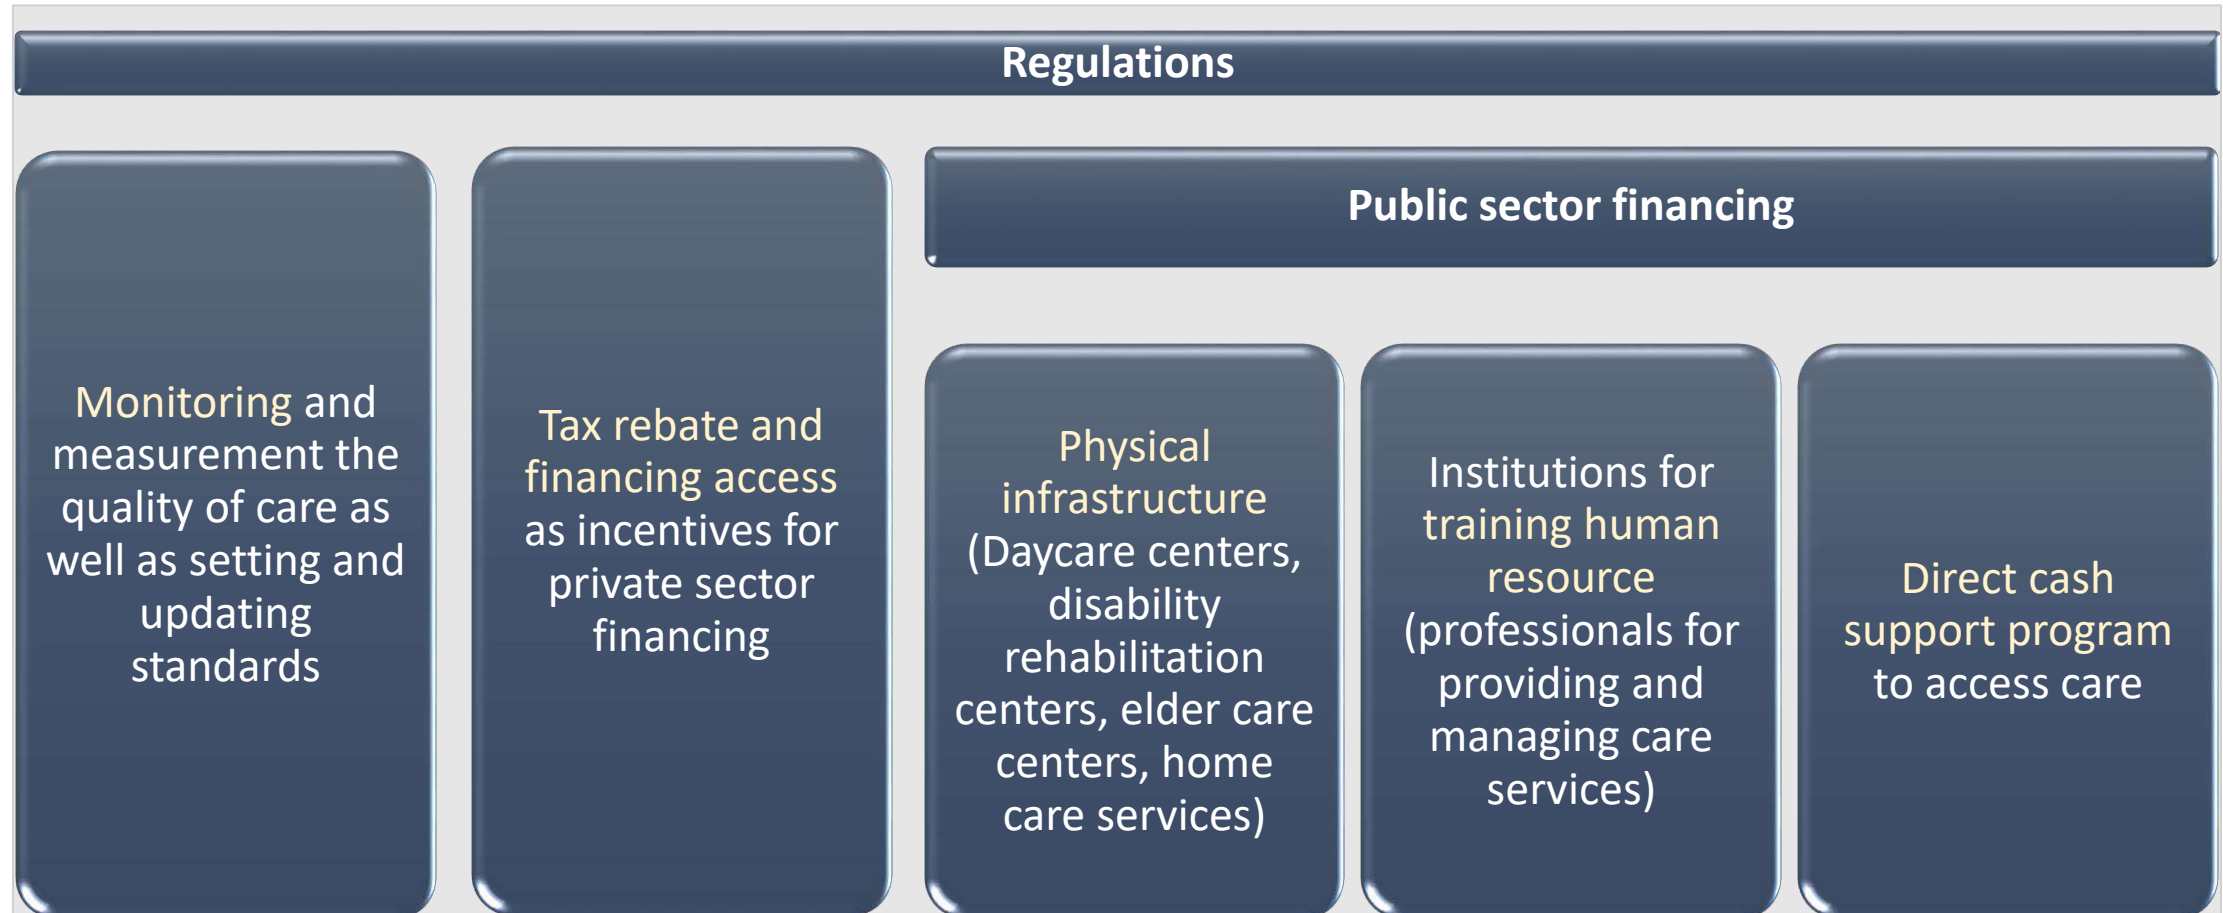 Regulations
Public sector financing
Monitoring and
measurement the
quality of care as
well as setting and
updating
standards
Tax rebate and
financing access
as incentives for
private sector
financing
Physical
infrastructure
(Daycare centers,
disability
rehabilitation
centers, elder care
centers, home
care services)
Institutions for
training human
resource
(professionals for
providing and
managing care
services)
Direct cash
support program
to access care